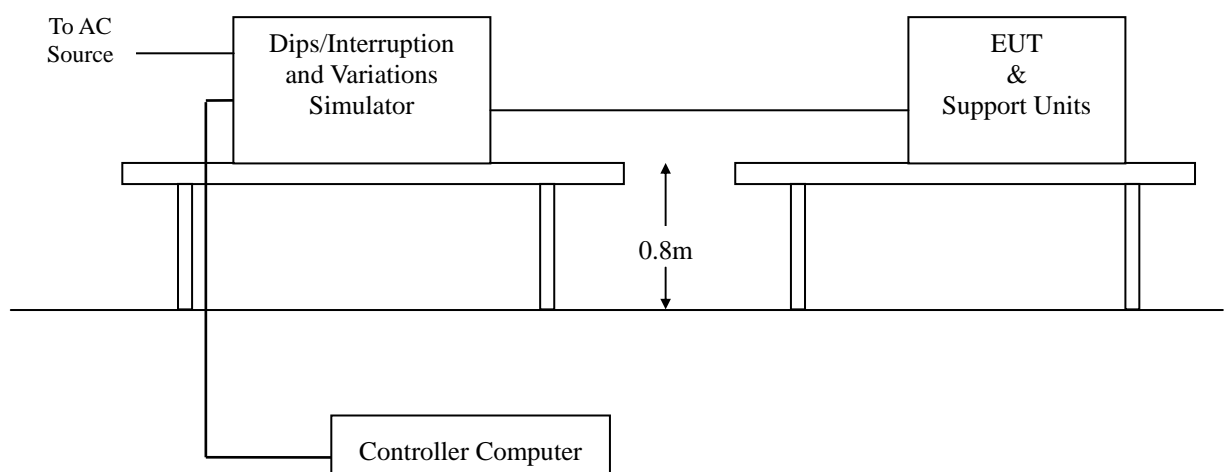 To AC
Source
Dips/Interruption
and Variations
Simulator
EUT
&
Support Units
0.8m
Controller Computer